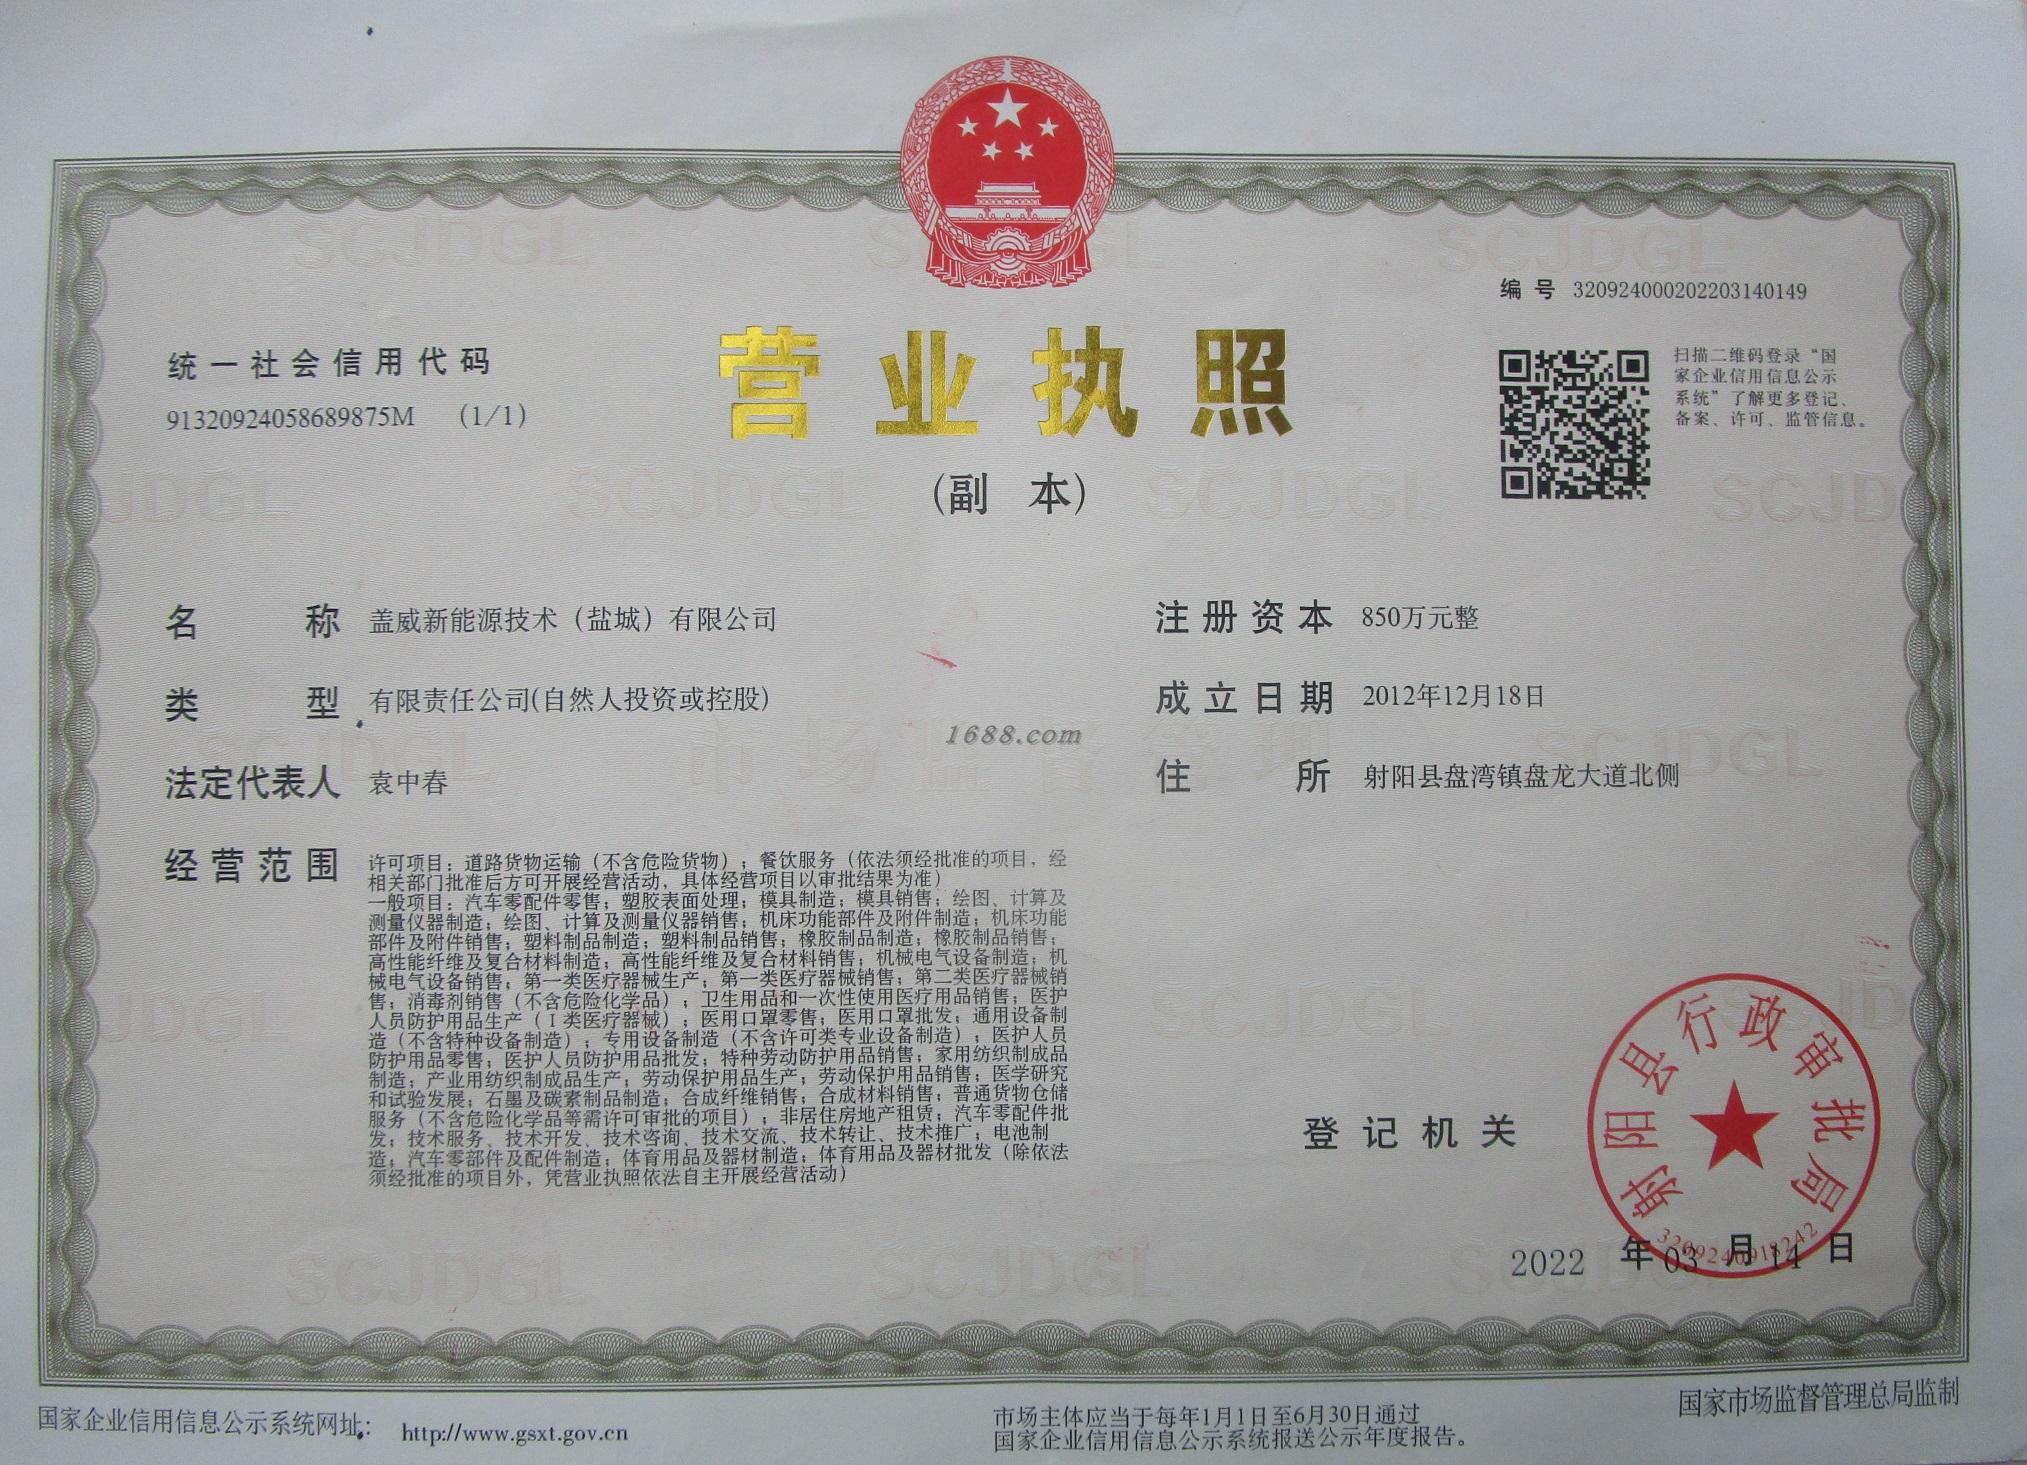 编 号 320924000202203140149
统一社会信用代码
91320924058689875M （1/1）
营业执照
(副 本)
扫描二维码登录“国
家企业信用信息公示
系统”了解更多登记、
备案、许可、监管信息。
名 称 盖威新能源技术（盐城）有限公司
注册资本 850万元整
类 型 有限责任公司(自然人投资或控股)
成立日期 2012年12月18日
1688.com
法定代表人 袁中春
住 所 射阳县盘湾镇盘龙大道北侧
经营范围 许可项目：道路货物运输（不含危险货物）；餐饮服务（依法须经批准的项目，经
相关部门批准后方可开展经营活动，具体经营项目以审批结果为准）
一般项目：汽车零配件零售；塑胶表面处理；模具制造；模具销售；绘图、计算及
测量仪器制造；绘图、计算及测量仪器销售；机床功能部件及附件制造；机床功能
部件及附件销售；塑料制品制造；塑料制品销售；橡胶制品制造；橡胶制品销售；
高性能纤维及复合材料制造；高性能纤维及复合材料销售；机械电气设备制造；机
械电气设备销售；第一类医疗器械生产；第一类医疗器械销售；第二类医疗器械销
售；消毒剂销售（不含危险化学品）；卫生用品和一次性使用医疗用品销售；医护
人员防护用品生产（Ⅰ类医疗器械）；医用口罩零售；医用口罩批发；通用设备制
造（不含特种设备制造）；专用设备制造（不含许可类专业设备制造）；医护人员
防护用品零售；医护人员防护用品批发；特种劳动防护用品销售；家用纺织制成品
制造；产业用纺织制成品生产；劳动保护用品生产；劳动保护用品销售；医学研究
和试验发展；石墨及碳素制品制造；合成纤维销售；合成材料销售；普通货物仓储
服务（不含危险化学品等需许可审批的项目）；非居住房地产租赁；汽车零配件批
发；技术服务、技术开发、技术咨询、技术交流、技术转让、技术推广；电池制
造；汽车零部件及配件制造；体育用品及器材制造；体育用品及器材批发（除依法
须经批准的项目外，凭营业执照依法自主开展经营活动）
登记机关
射阳县行政审批局
2022 年 03 月 14 日
国家企业信用信息公示系统网址： http://www.gsxt.gov.cn
市场主体应当于每年1月1日至6月30日通过
国家企业信用信息公示系统报送公示年度报告。
国家市场监督管理总局监制